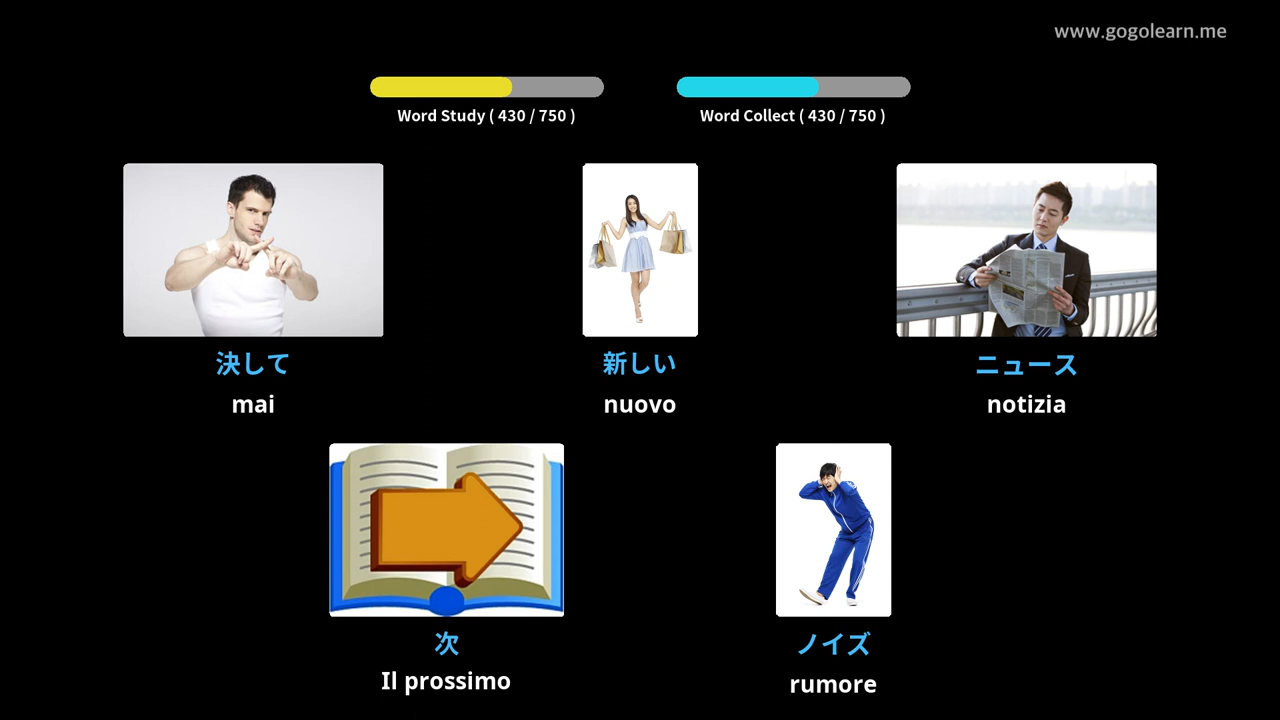 www.gogolearn.me
Word Study ( 430 / 750 )
Word Collect ( 430 / 750 )
決して
mai
新しい
nuovo
ニュース
notizia
次
Il prossimo
ノイズ
rumore